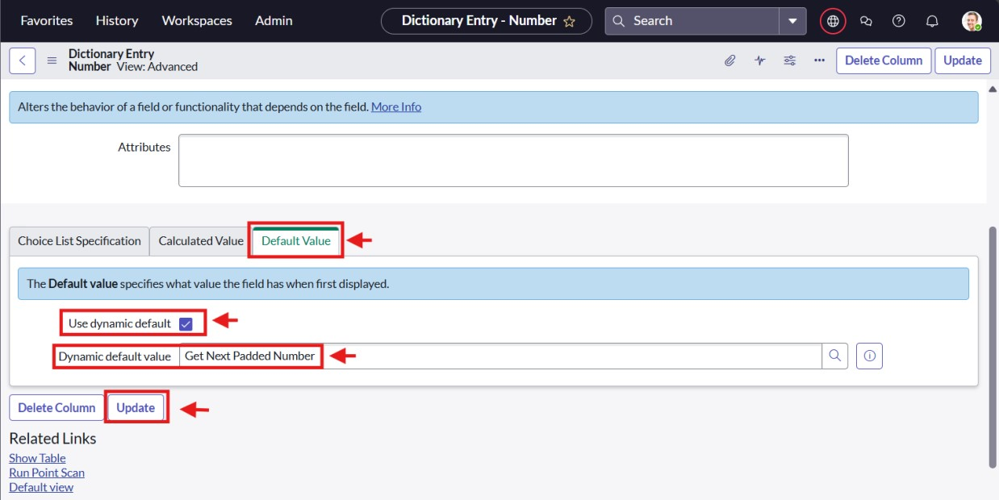 Favorites History Workspaces Admin Dictionary Entry - Number Search
Dictionary Entry
Number View: Advanced
Delete Column Update
Alters the behavior of a field or functionality that depends on the field. More Info
Attributes
Choice List Specification Calculated Value Default Value
The Default value specifies what value the field has when first displayed.
Use dynamic default
Dynamic default value Get Next Padded Number
Delete Column Update
Related Links
Show Table
Run Point Scan
Default view